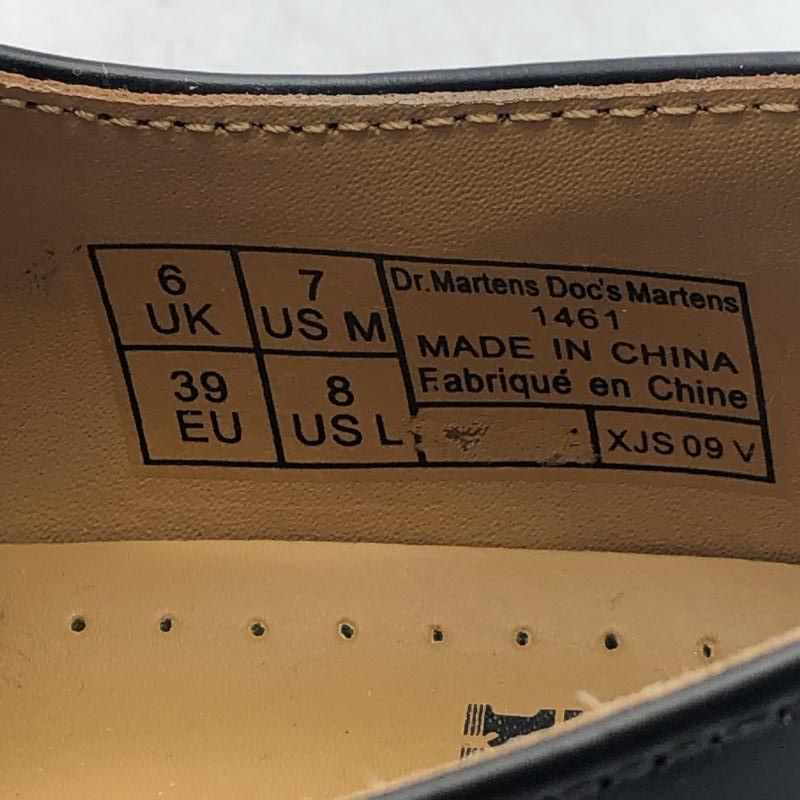 6
UK
7
US M
39
EU
8
US L
Dr.Martens Doc's Martens
1461
MADE IN CHINA
Fabriqué en Chine
XJS 09 V